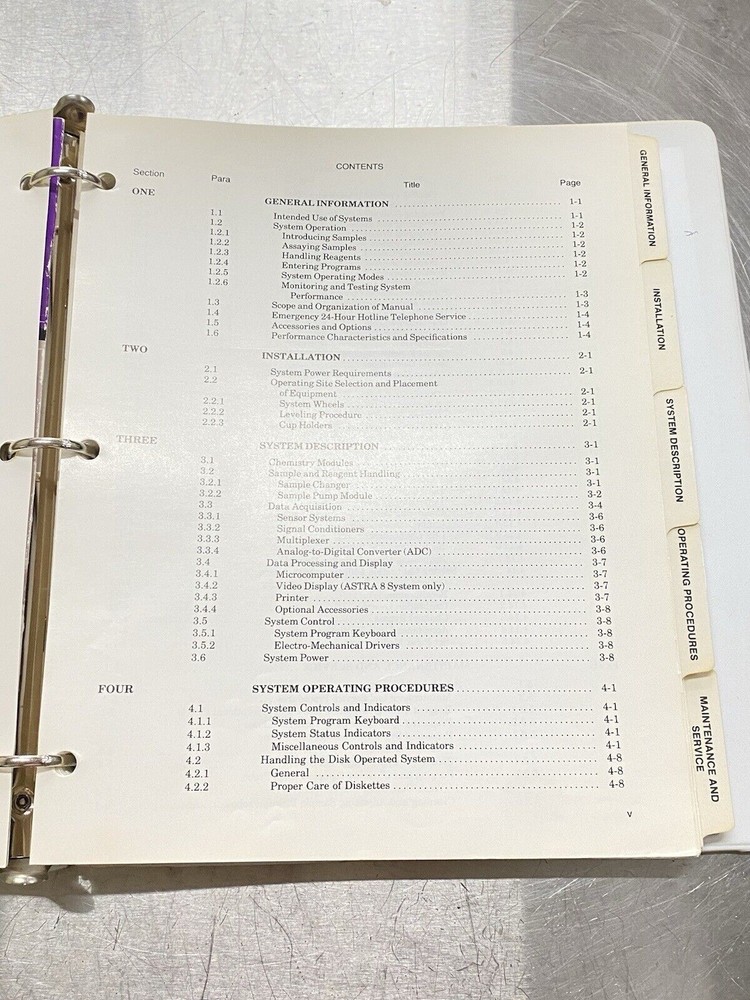 CONTENTS
Section Para Title Page
ONE GENERAL INFORMATION 1-1
1.1 Intended Use of Systems 1-1
1.2 System Operation 1-2
1.2.1 Introducing Samples 1-2
1.2.2 Assaying Samples 1-2
1.2.3 Handling Reagents 1-2
1.2.4 Entering Programs 1-2
1.2.5 System Operating Modes 1-2
1.2.6 Monitoring and Testing System
Performance 1-3
1.3 Scope and Organization of Manual 1-3
1.4 Emergency 24-Hour Hotline Telephone Service 1-4
1.5 Accessories and Options 1-4
1.6 Performance Characteristics and Specifications 1-4
TWO INSTALLATION 2-1
2.1 System Power Requirements 2-1
2.2 Operating Site Selection and Placement
of Equipment 2-1
2.2.1 System Wheels 2-1
2.2.2 Leveling Procedure 2-1
2.2.3 Cup Holders 2-1
THREE SYSTEM DESCRIPTION 3-1
3.1 Chemistry Modules 3-1
3.2 Sample and Reagent Handling 3-1
3.2.1 Sample Changer 3-1
3.2.2 Sample Pump Module 3-2
3.3 Data Acquisition 3-4
3.3.1 Sensor Systems 3-6
3.3.2 Signal Conditioners 3-6
3.3.3 Multiplexer 3-6
3.3.4 Analog-to-Digital Converter (ADC) 3-6
3.4 Data Processing and Display 3-7
3.4.1 Microcomputer 3-7
3.4.2 Video Display (ASTRA 8 System only) 3-7
3.4.3 Printer 3-7
3.4.4 Optional Accessories 3-8
3.5 System Control 3-8
3.5.1 System Program Keyboard 3-8
3.5.2 Electro-Mechanical Drivers 3-8
3.6 System Power 3-8
FOUR SYSTEM OPERATING PROCEDURES 4-1
4.1 System Controls and Indicators 4-1
4.1.1 System Program Keyboard 4-1
4.1.2 System Status Indicators 4-1
4.1.3 Miscellaneous Controls and Indicators 4-1
4.2 Handling the Disk Operated System 4-8
4.2.1 General 4-8
4.2.2 Proper Care of Diskettes 4-8
v
GENERAL INFORMATION
INSTALLATION
SYSTEM DESCRIPTION
OPERATING PROCEDURES
MAINTENANCE AND
SERVICE